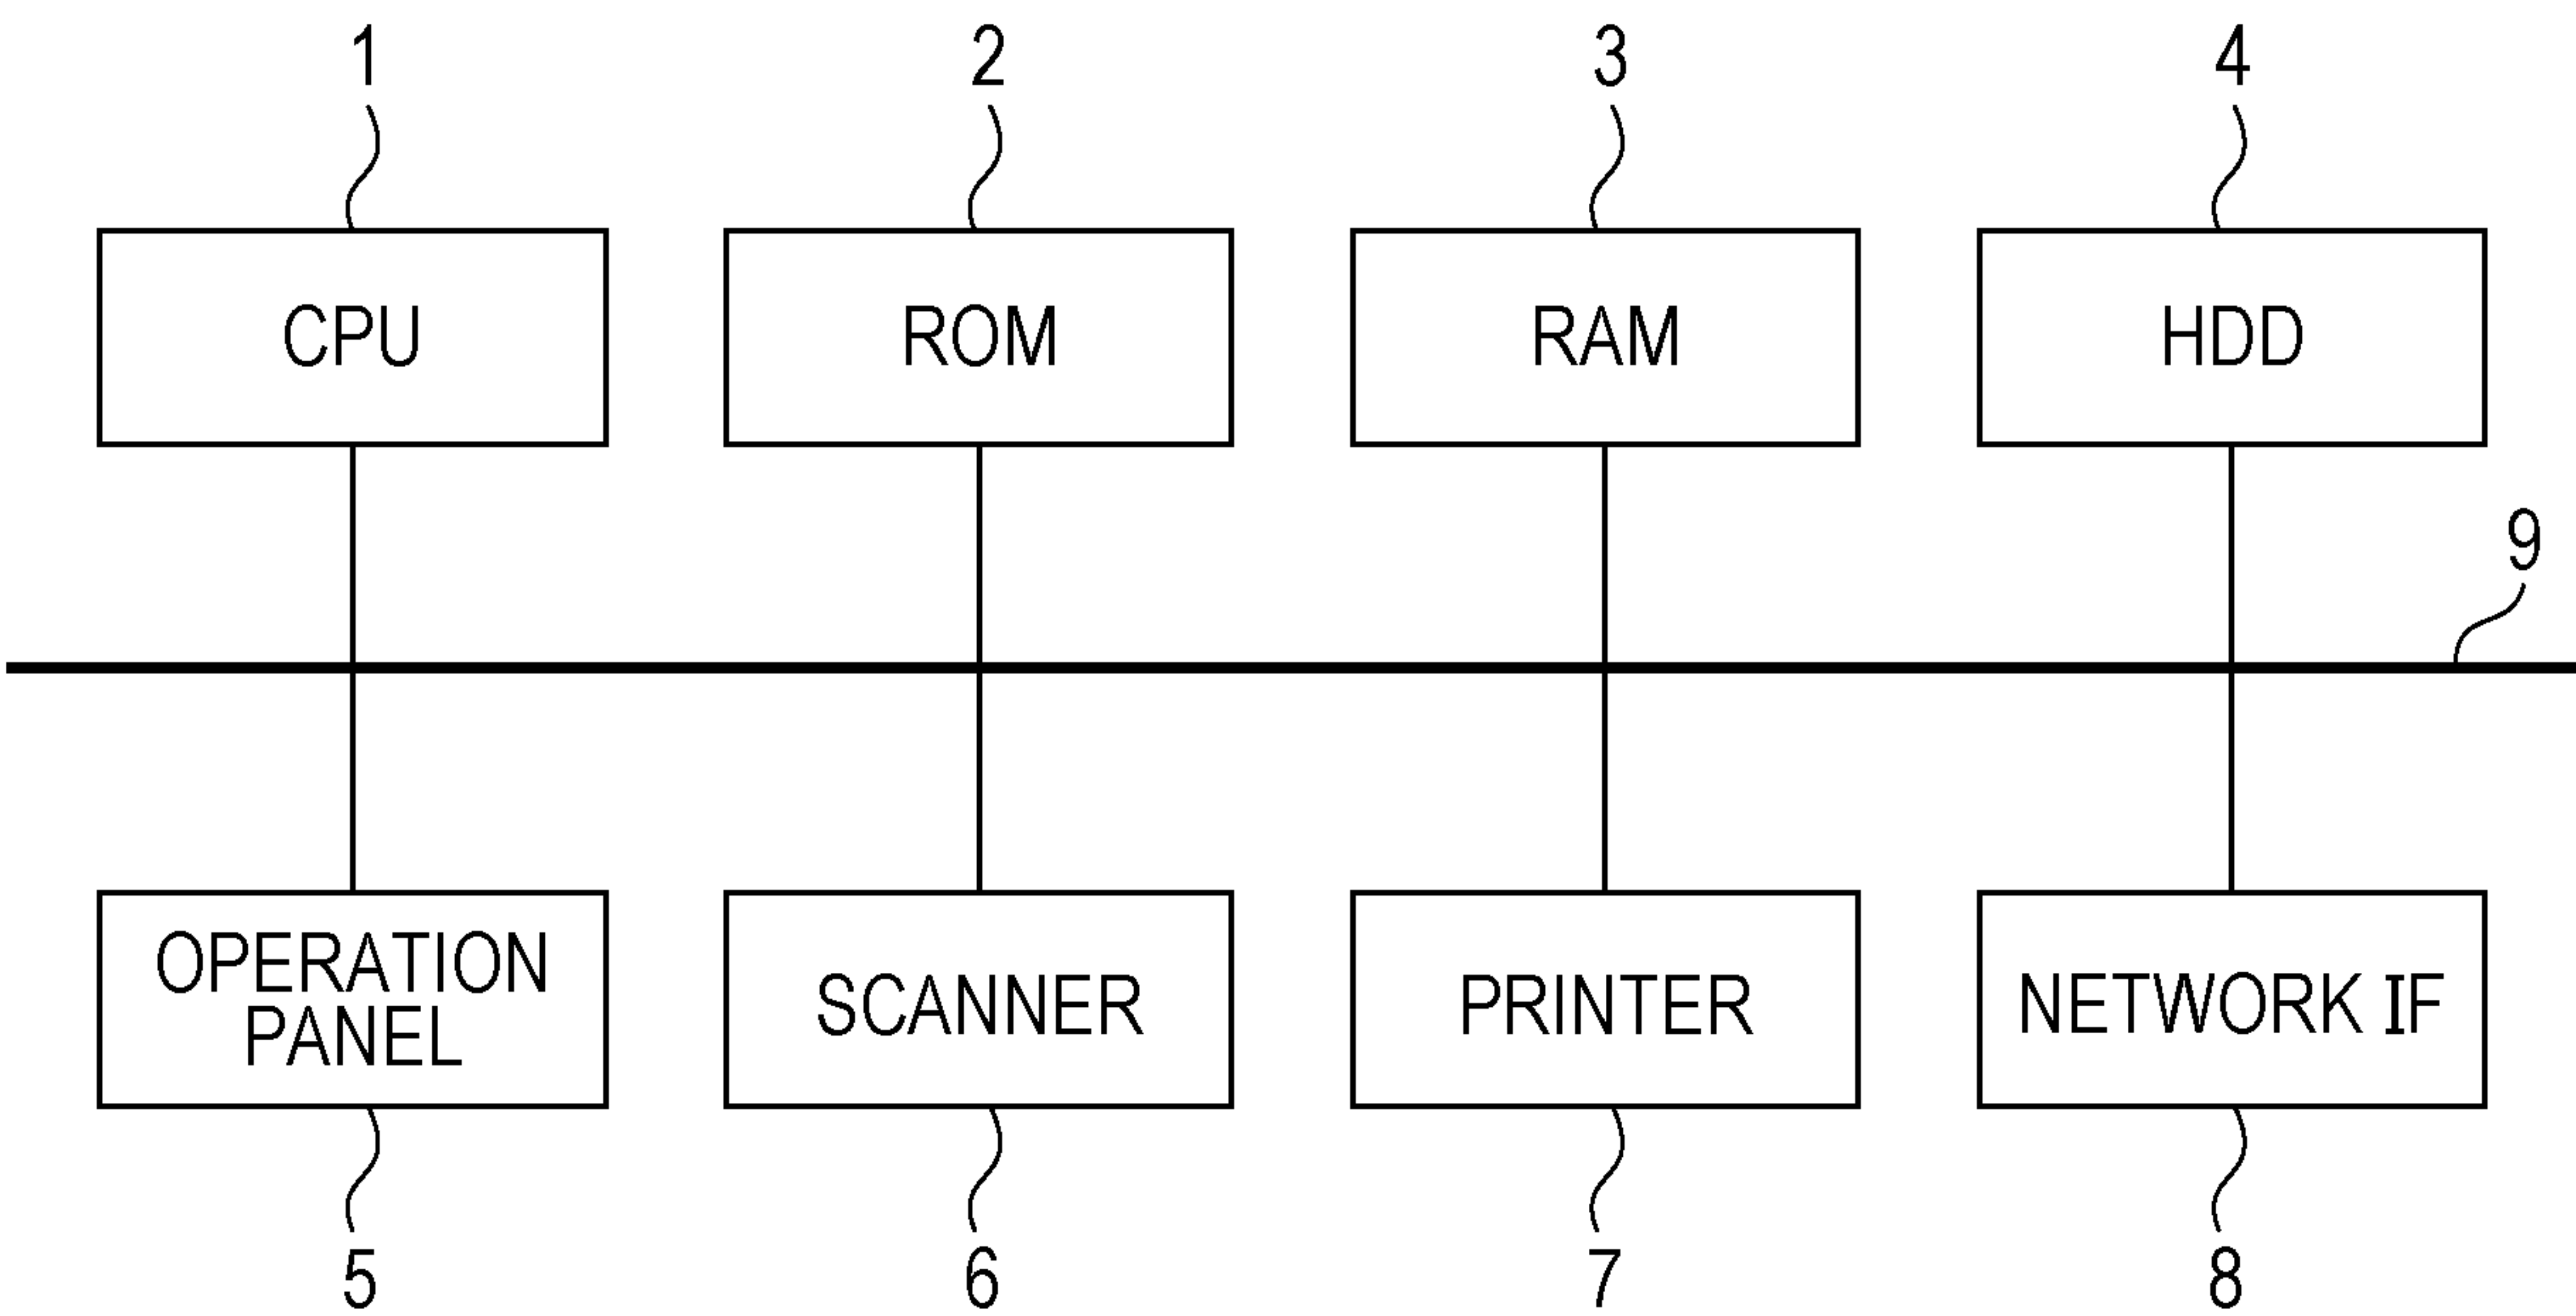 1 2 3 4
CPU ROM RAM HDD
9
OPERATION
PANEL
SCANNER PRINTER NETWORK IF
5 6 7 8